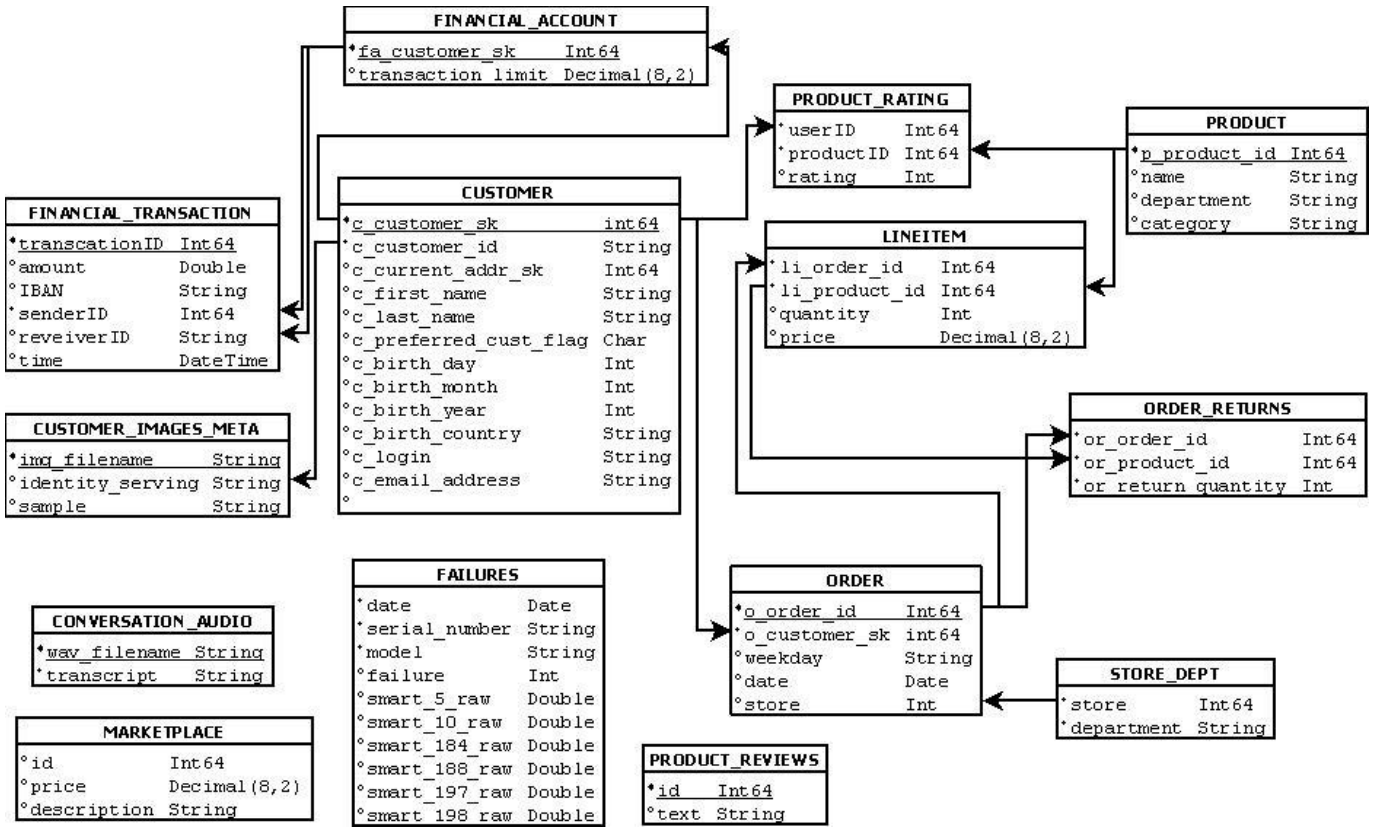 FINANCIAL_ACCOUNT
fa_customer_sk Int64
transaction_limit Decimal(8,2)
PRODUCT_RATING
userID Int64
productID Int64
rating Int
PRODUCT
p_product_id Int64
name String
department String
category String
CUSTOMER
c_customer_sk int64
c_customer_id String
c_current_addr_sk Int64
c_first_name String
c_last_name String
c_preferred_cust_flag Char
c_birth_day Int
c_birth_month Int
c_birth_year Int
c_birth_country String
c_login String
c_email_address String
FINANCIAL_TRANSACTION
transcationID Int64
amount Double
IBAN String
senderID Int64
reveiverID String
time DateTime
LINEITEM
li_order_id Int64
li_product_id Int64
quantity Int
price Decimal(8,2)
CUSTOMER_IMAGES_META
img_filename String
identity_serving String
sample String
ORDER_RETURNS
or_order_id Int64
or_product_id Int64
or_return_quantity Int
FAILURES
date Date
serial_number String
model String
failure Int
smart_5_raw Double
smart_10_raw Double
smart_184_raw Double
smart_188_raw Double
smart_197_raw Double
smart_198_raw Double
ORDER
o_order_id Int64
o_customer_sk int64
weekday String
date Date
store Int
CONVERSATION_AUDIO
wav_filename String
transcript String
STORE_DEPT
store Int64
department String
MARKETPLACE
id Int64
price Decimal(8,2)
description String
PRODUCT_REVIEWS
id Int64
text String